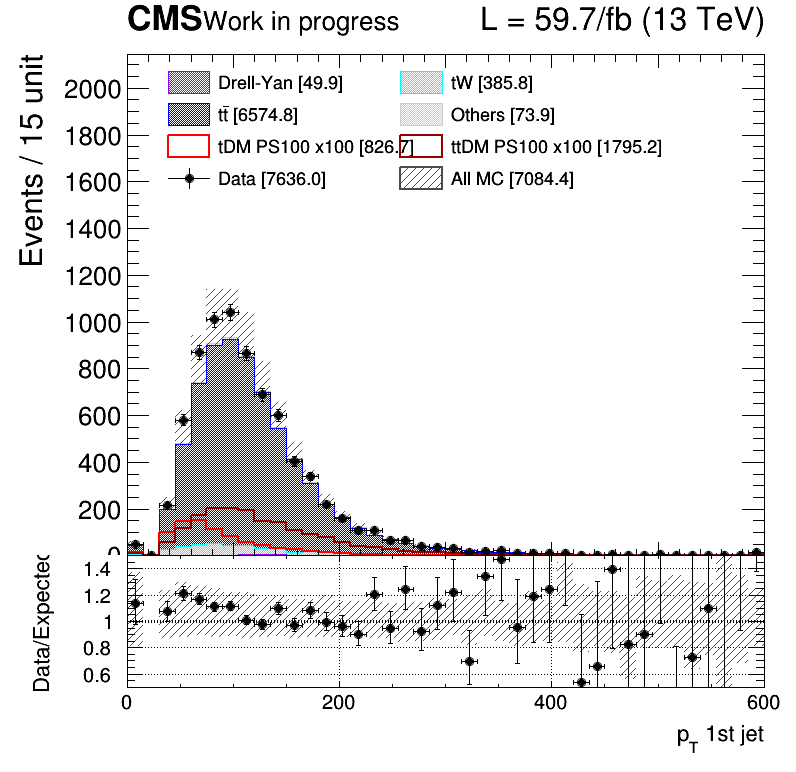 CMS Work in progress L = 59.7/fb (13 TeV)
Events / 15 unit
2000
1800
1600
1400
1200
1000
800
600
400
200
0
Drell-Yan [49.9] tW [385.8]
tt̄ [6574.8] Others [73.9]
tDM PS100 x100 [826.7] ttDM PS100 x100 [1795.2]
Data [7636.0] All MC [7084.4]
Data/Expected
1.4
1.2
1
0.8
0.6
0 200 400 600
p_T 1st jet